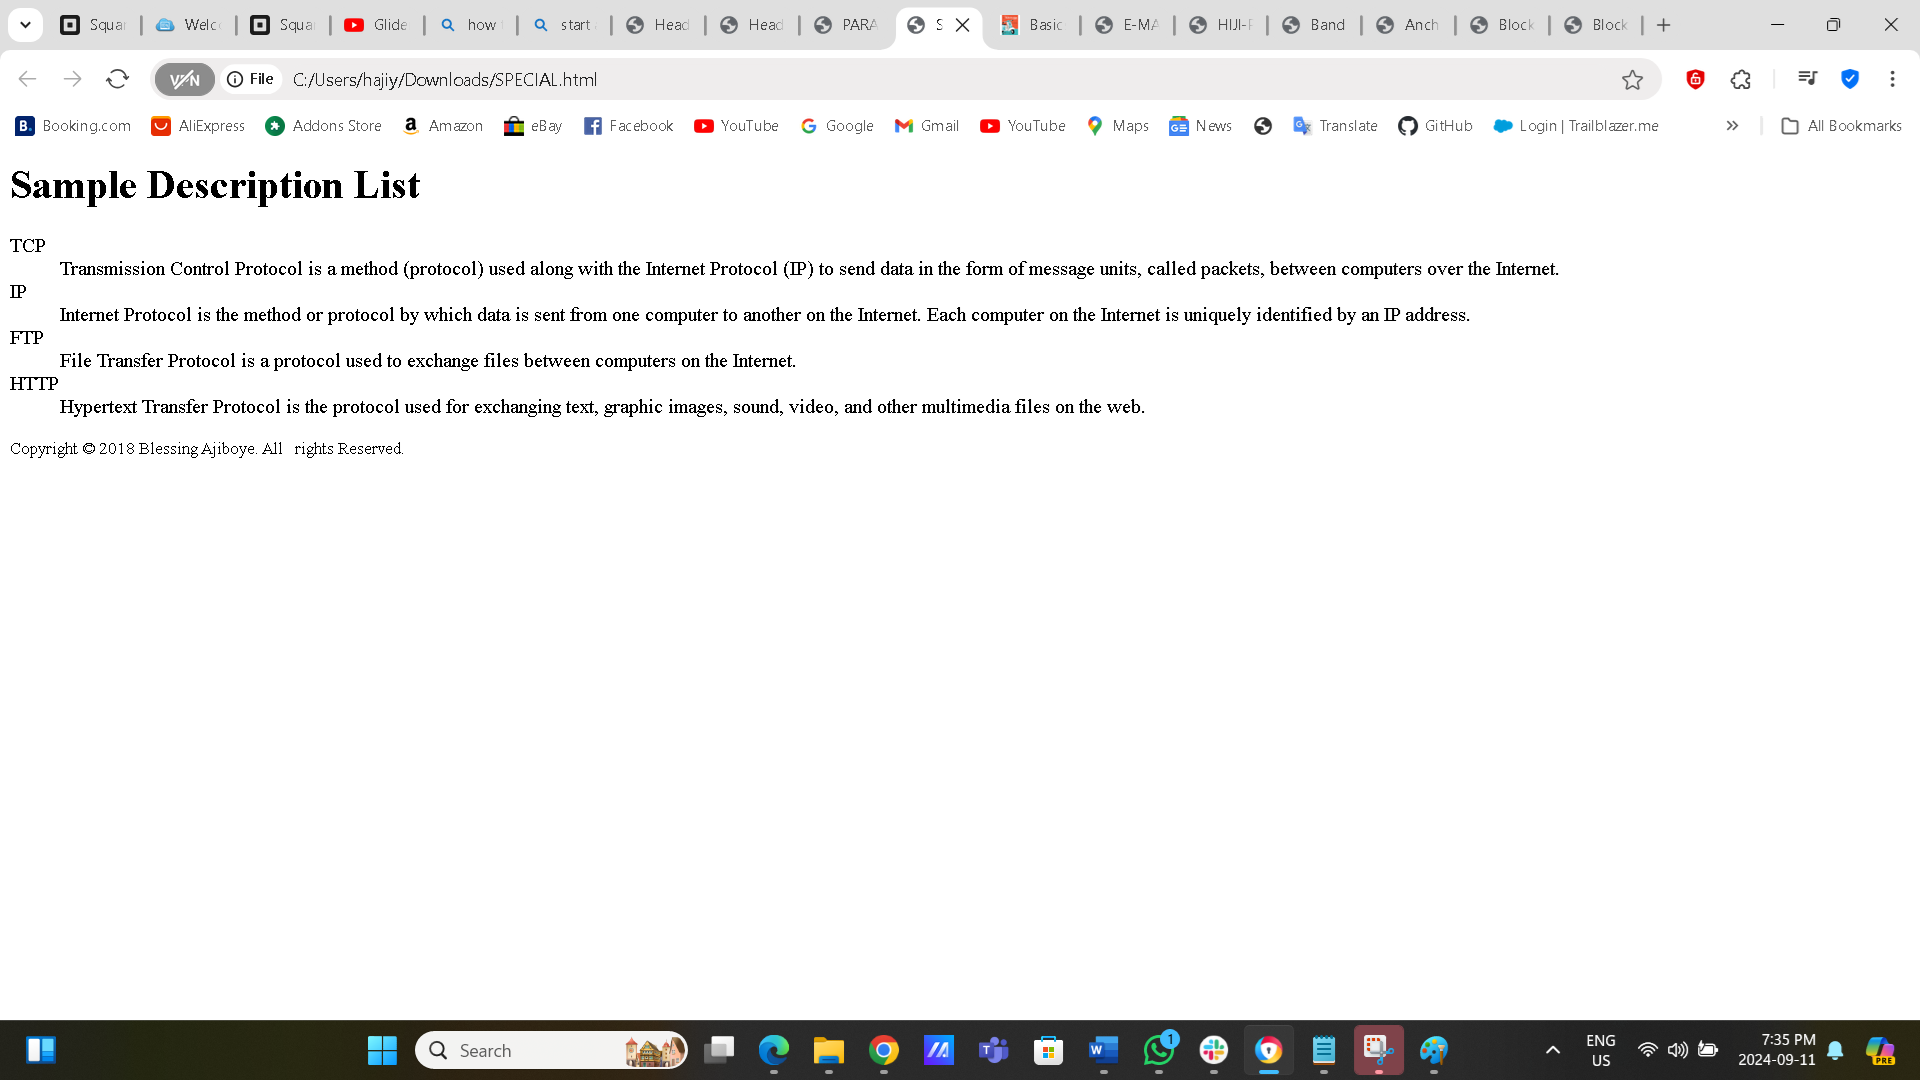 Squar
Welco
Squar
Glide
how
start
Head
Head
PARA
S
Basic
E-MA
HIJI-F
Band
Anch
Block
Block
VPN
File
C:/Users/hajiy/Downloads/SPECIAL.html
Booking.com
AliExpress
Addons Store
Amazon
eBay
Facebook
YouTube
Google
Gmail
YouTube
Maps
News
Translate
GitHub
Login | Trailblazer.me
All Bookmarks
Sample Description List
TCP
Transmission Control Protocol is a method (protocol) used along with the Internet Protocol (IP) to send data in the form of message units, called packets, between computers over the Internet.
IP
Internet Protocol is the method or protocol by which data is sent from one computer to another on the Internet. Each computer on the Internet is uniquely identified by an IP address.
FTP
File Transfer Protocol is a protocol used to exchange files between computers on the Internet.
HTTP
Hypertext Transfer Protocol is the protocol used for exchanging text, graphic images, sound, video, and other multimedia files on the web.
Copyright © 2018 Blessing Ajiboye. All rights Reserved.
Search
1
ENG
US
7:35 PM
2024-09-11
PRE